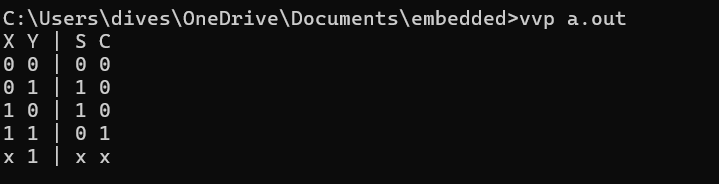 C:\Users\dives\OneDrive\Documents\embedded>vvp a.out
X Y | S C
0 0 | 0 0
0 1 | 1 0
1 0 | 1 0
1 1 | 0 1
x 1 | x x